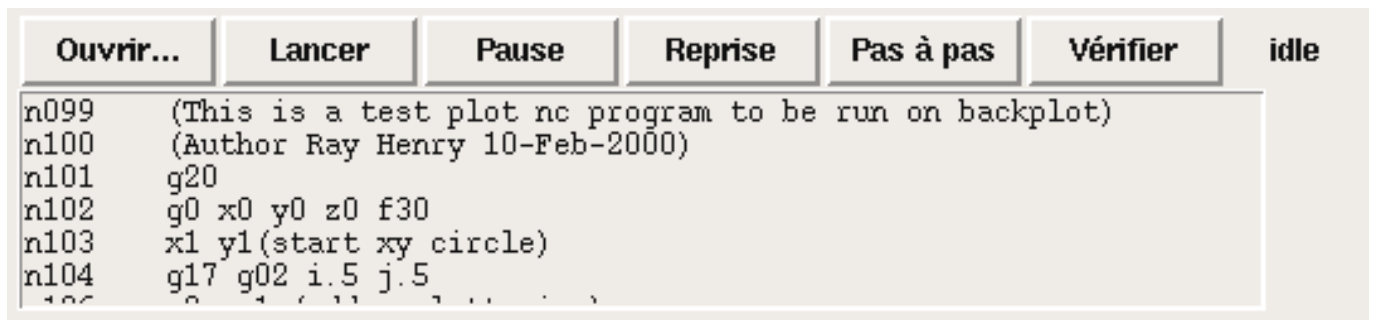 Ouvrir... Lancer Pause Reprise Pas à pas Vérifier idle
n099 (This is a test plot nc program to be run on backplot)
n100 (Author Ray Henry 10-Feb-2000)
n101 g20
n102 g0 x0 y0 z0 f30
n103 x1 y1(start xy circle)
n104 g17 g02 i.5 j.5